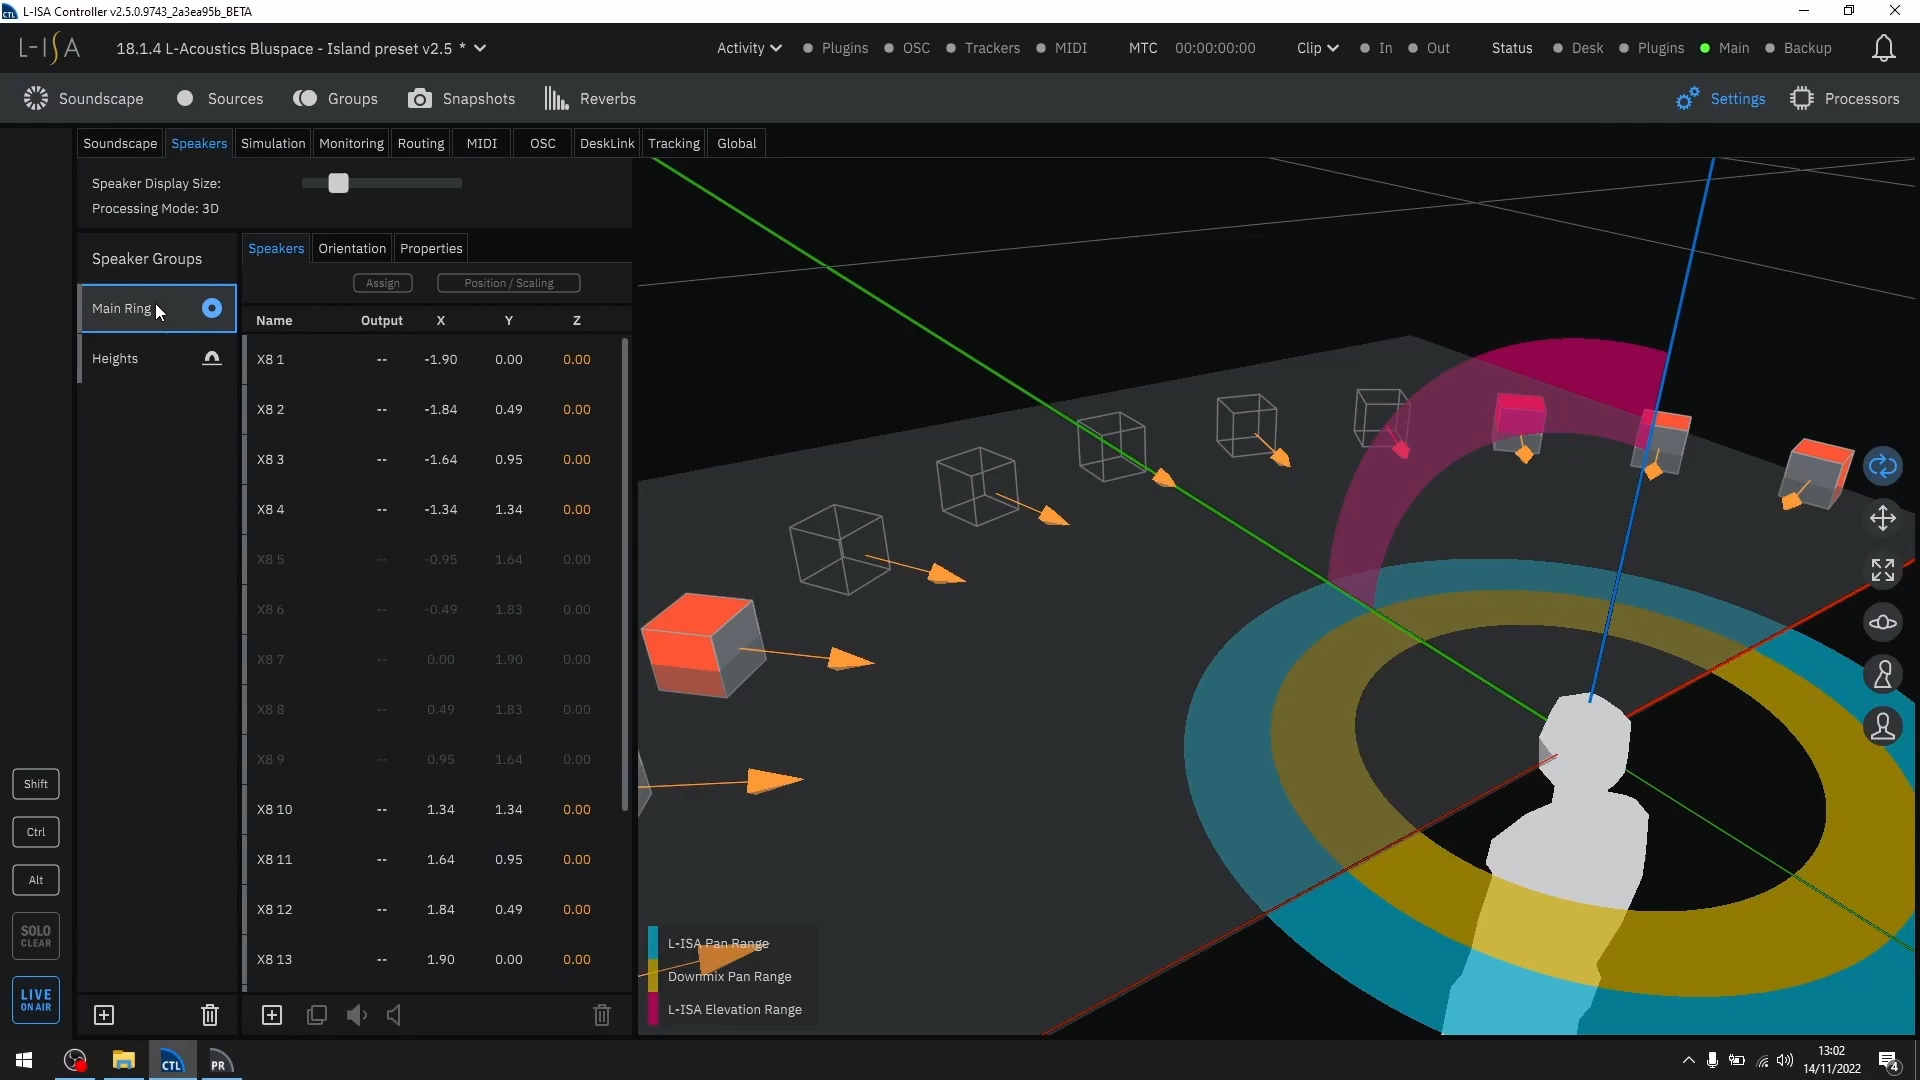 L-ISA Controller v2.5.0.9743_2a3ea95b_BETA
L-ISA
18.1.4 L-Acoustics Bluspace - Island preset v2.5 *
Activity
Plugins
OSC
Trackers
MIDI
MTC 00:00:00:00
Clip
In
Out
Status
Desk
Plugins
Main
Backup
Soundscape
Sources
Groups
Snapshots
Reverbs
Settings
Processors
Soundscape
Speakers
Simulation
Monitoring
Routing
MIDI
OSC
DeskLink
Tracking
Global
Speaker Display Size:
Processing Mode: 3D
Speaker Groups
Main Ring
Heights
Speakers
Orientation
Properties
Assign
Position / Scaling
Name Output X Y Z
X8 1 -- -1.90 0.00 0.00
X8 2 -- -1.84 0.49 0.00
X8 3 -- -1.64 0.95 0.00
X8 4 -- -1.34 1.34 0.00
X8 5 -- -0.95 1.64 0.00
X8 6 -- -0.49 1.83 0.00
X8 7 -- 0.00 1.90 0.00
X8 8 -- 0.49 1.83 0.00
X8 9 -- 0.95 1.64 0.00
X8 10 -- 1.34 1.34 0.00
X8 11 -- 1.64 0.95 0.00
X8 12 -- 1.84 0.49 0.00
X8 13 -- 1.90 0.00 0.00
Shift
Ctrl
Alt
SOLO
CLEAR
LIVE
ON AIR
L-ISA Pan Range
Downmix Pan Range
L-ISA Elevation Range
CTL
CTL
PR
13:02
14/11/2022
4